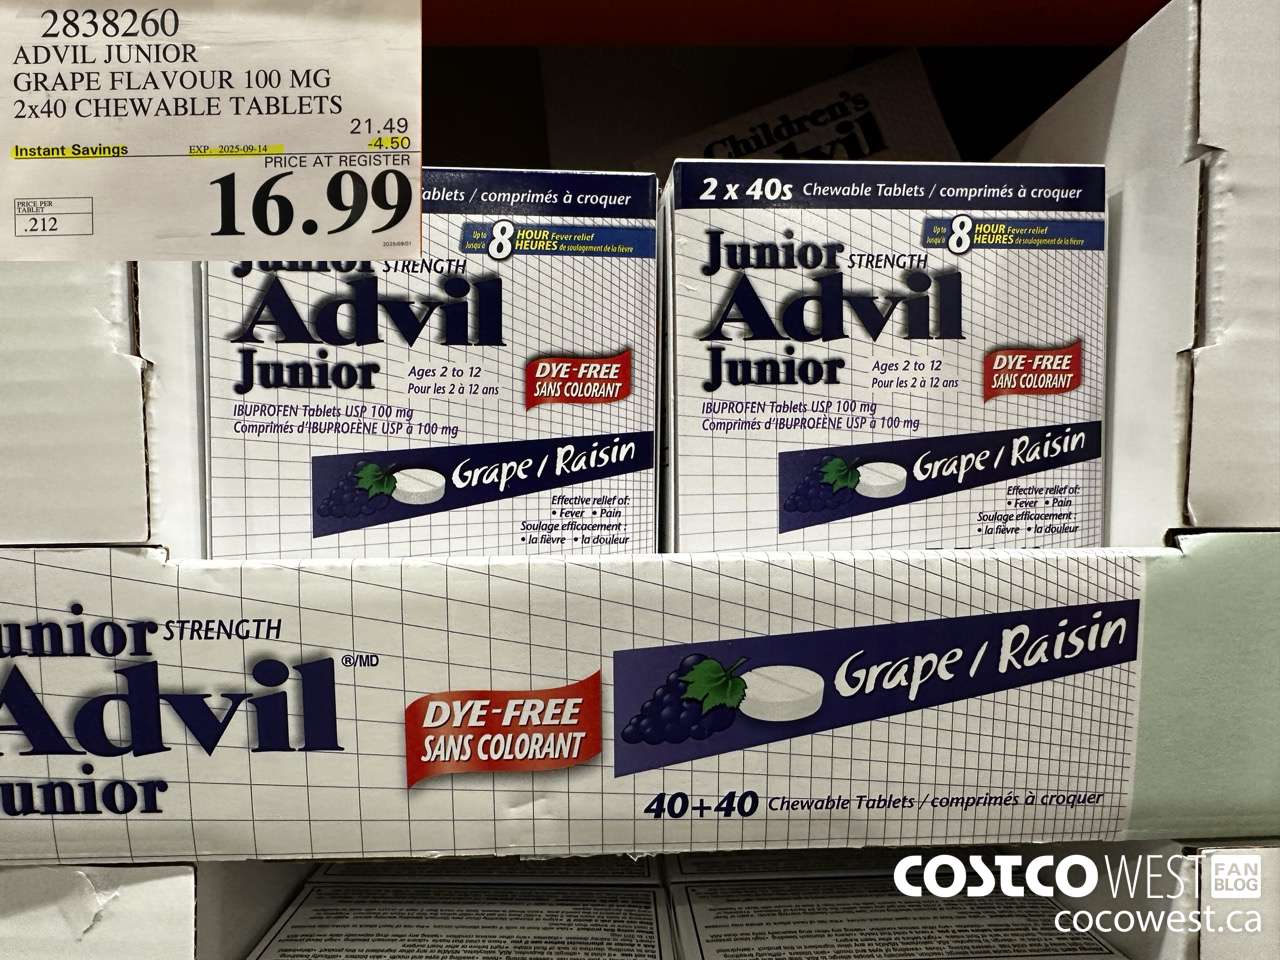 2838260
ADVIL JUNIOR
GRAPE FLAVOUR 100 MG
2x40 CHEWABLE TABLETS
21.49
Instant Savings EXP. 2025-09-14 -4.50
PRICE AT REGISTER
16.99
PRICE PER
TABLET
.212
Children's
Advil
Tablets / comprimés à croquer
Up to 8 HOUR Fever relief
Jusqu'à HEURES de soulagement de la fièvre
Junior STRENGTH
Advil
Junior
Ages 2 to 12
Pour les 2 à 12 ans
DYE-FREE
SANS COLORANT
IBUPROFEN Tablets USP 100 mg
Comprimés d'IBUPROFÈNE USP à 100 mg
Grape / Raisin
Effective relief of:
• Fever • Pain
Soulage efficacement :
• la fièvre • la douleur
2 x 40s Chewable Tablets / comprimés à croquer
Up to 8 HOUR Fever relief
Jusqu'à HEURES de soulagement de la fièvre
Junior STRENGTH
Advil
Junior
Ages 2 to 12
Pour les 2 à 12 ans
DYE-FREE
SANS COLORANT
IBUPROFEN Tablets USP 100 mg
Comprimés d'IBUPROFÈNE USP à 100 mg
Grape / Raisin
Effective relief of:
• Fever • Pain
Soulage efficacement :
• la fièvre • la douleur
unior STRENGTH
Advil ®/MD
unior
DYE-FREE
SANS COLORANT
Grape / Raisin
40+40 Chewable Tablets / comprimés à croquer
COSTCO WEST FAN BLOG
cocowest.ca